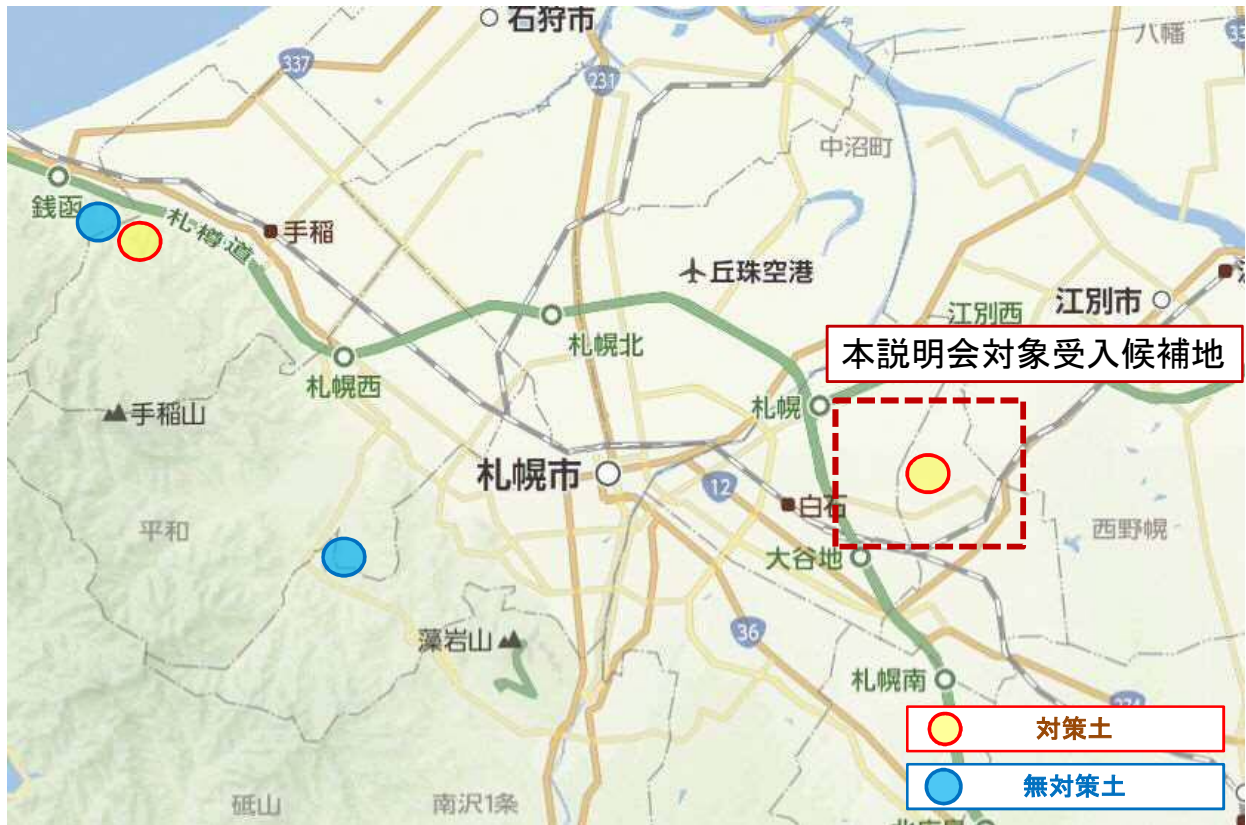 石狩市
八幡
337
231
中沼町
銭函
札樽道
手稲
丘珠空港
江別市
江別西
札幌北
本説明会対象受入候補地
札幌西
手稲山
札幌
札幌市
12
白石
平和
西野幌
大谷地
藻岩山
36
札幌南
274
対策土
無対策土
砥山
南沢1条